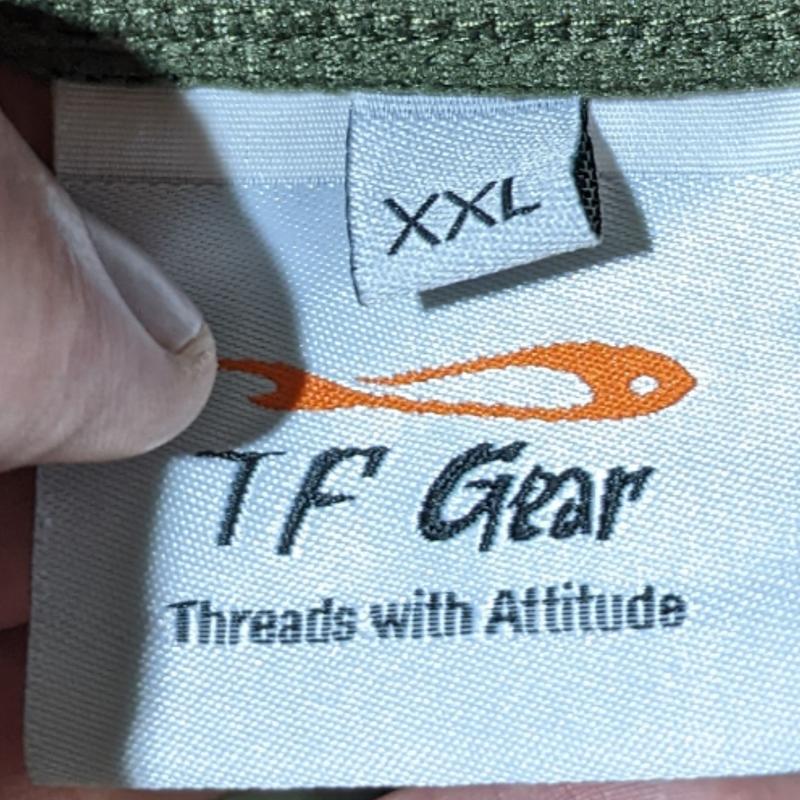 XXL
TF Gear
Threads with Attitude